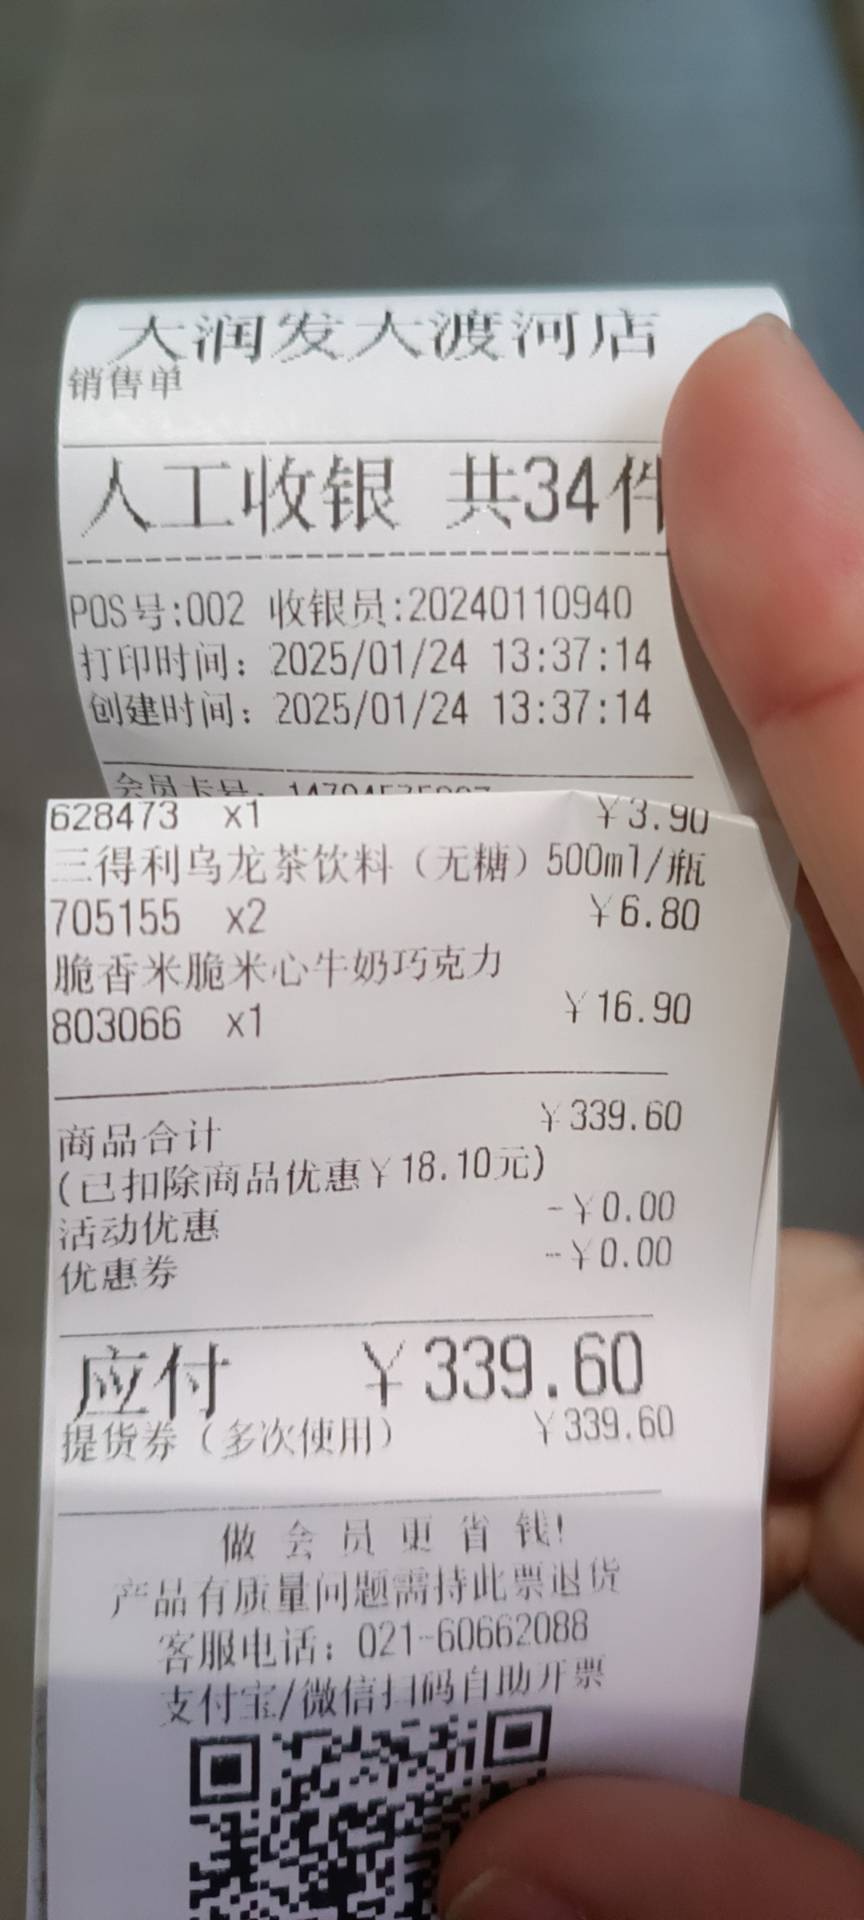 大润发大渡河店
销售单
人工收银 共34件
POS号:002 收银员:20240110940
打印时间：2025/01/24 13:37:14
创建时间：2025/01/24 13:37:14
会员卡号：
628473 x1 ￥3.90
三得利乌龙茶饮料（无糖）500ml/瓶
705155 x2 ￥6.80
脆香米脆米心牛奶巧克力
803066 x1 ￥16.90
商品合计 ￥339.60
(已扣除商品优惠￥18.10元)
活动优惠 -￥0.00
优惠券 -￥0.00
应付 ￥339.60
提货券（多次使用） ￥339.60
做会员更省钱!
产品有质量问题需持此票退货
客服电话：021-60662088
支付宝/微信扫码自助开票